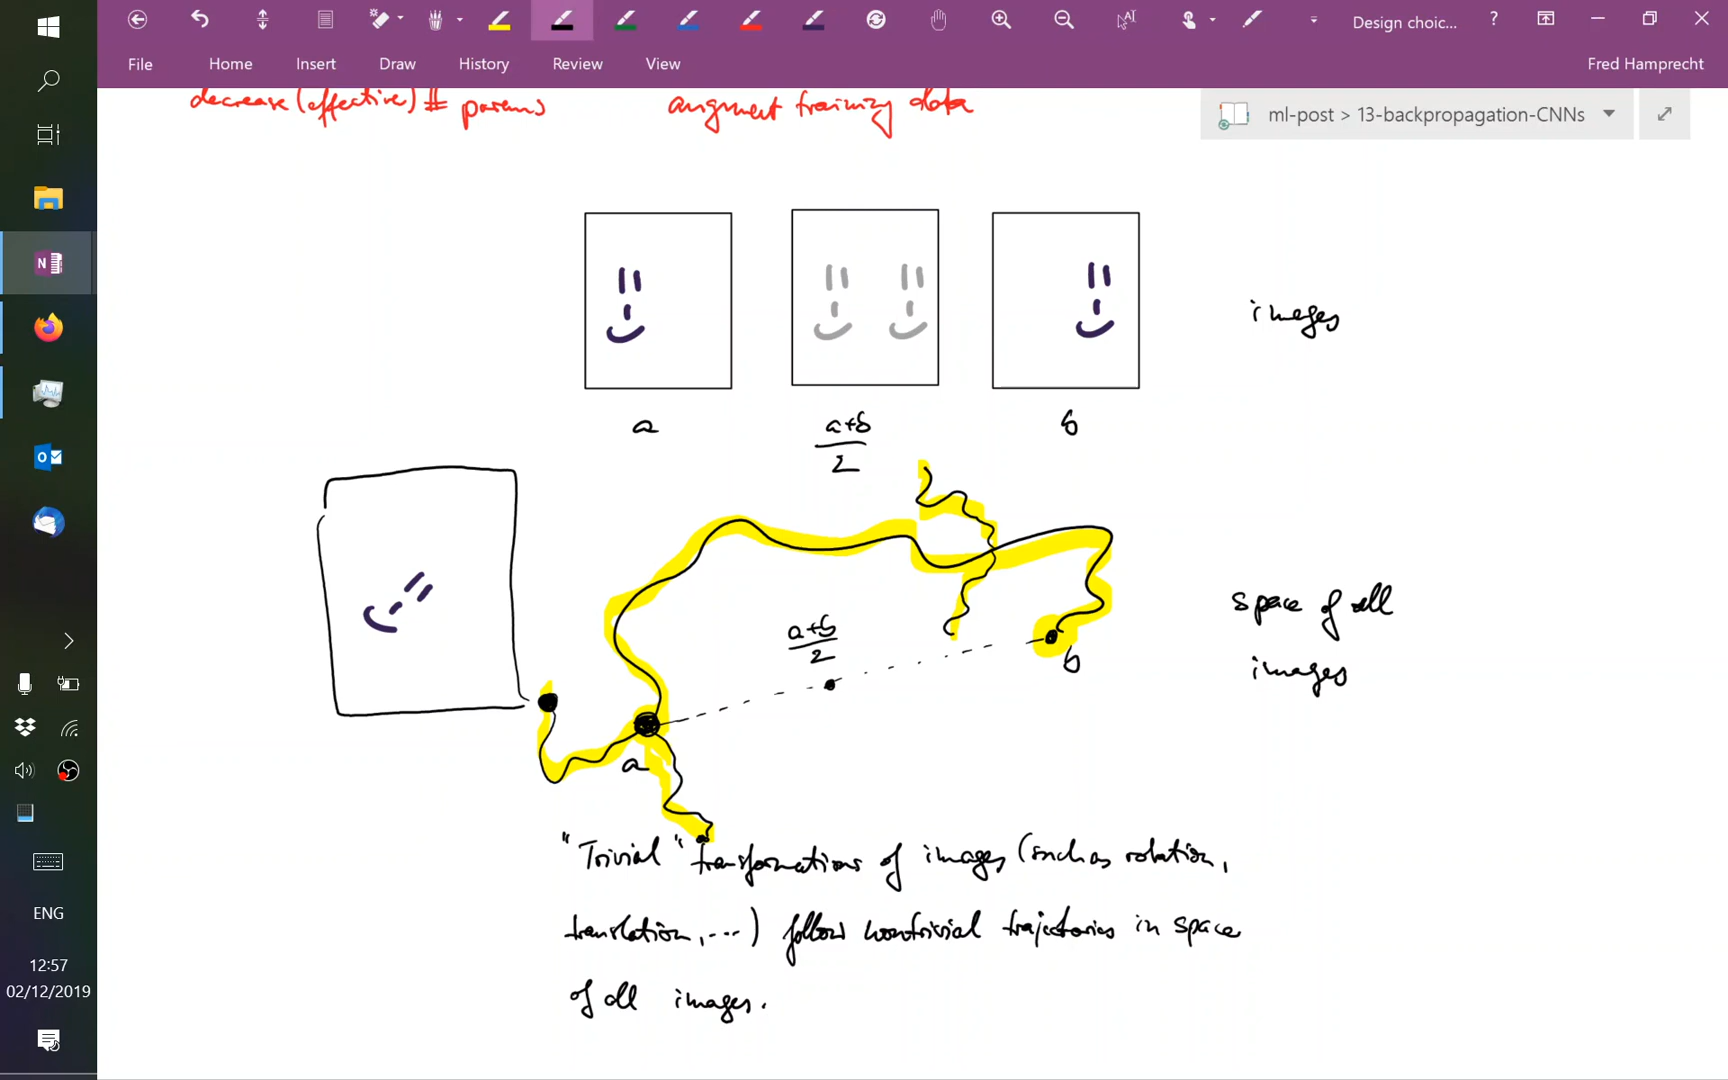 Design choic...
?
File
Home
Insert
Draw
History
Review
View
Fred Hamprecht
decrease (effective) # params
augment training data
ml-post > 13-backpropagation-CNNs
images
a
a+b
2
b
a+b
2
space of all
images
b
a
"Trivial" transformations of images (such as rotation,
translation, ...) follow nontrivial trajectories in space
of all images.
ENG
12:57
02/12/2019